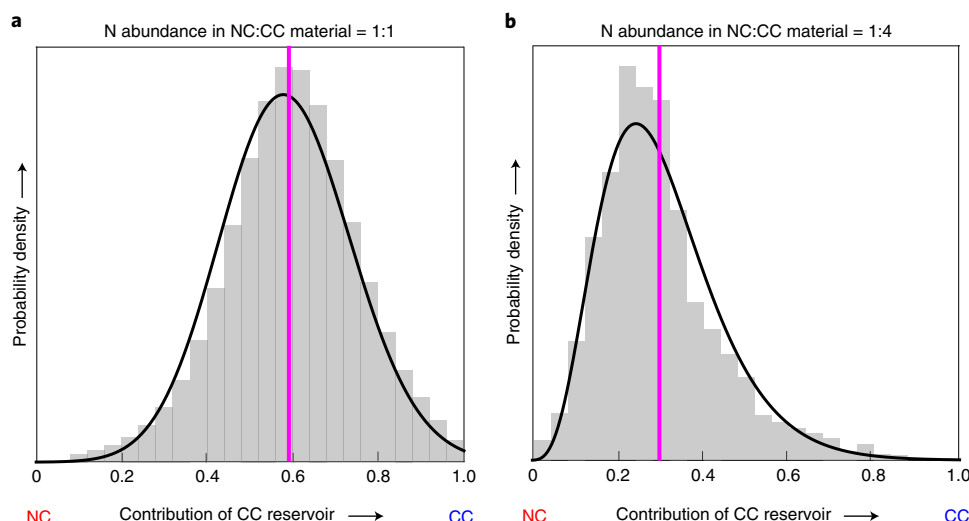 a
N abundance in NC:CC material = 1:1
Probability density
0 0.2 0.4 0.6 0.8 1.0
NC Contribution of CC reservoir CC
b
N abundance in NC:CC material = 1:4
Probability density
0 0.2 0.4 0.6 0.8 1.0
NC Contribution of CC reservoir CC